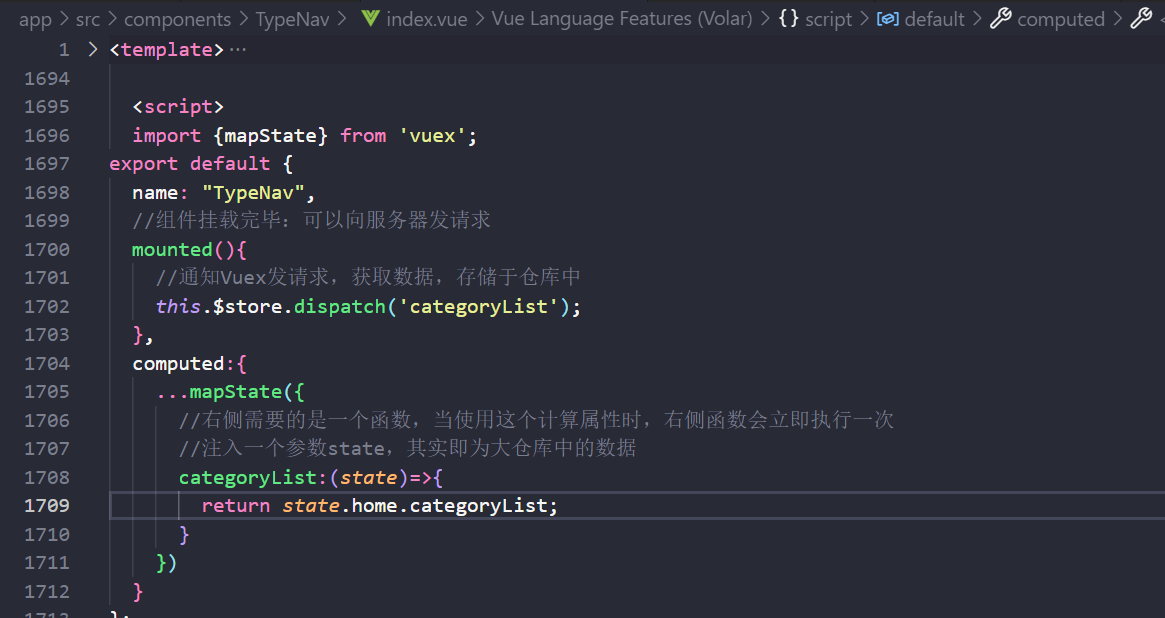 app > src > components > TypeNav > index.vue > Vue Language Features (Volar) > {} script > default > computed >
1 > <template>···
1694
1695 <script>
1696 import {mapState} from 'vuex';
1697 export default {
1698 name: "TypeNav",
1699 //组件挂载完毕：可以向服务器发请求
1700 mounted(){
1701 //通知Vuex发请求，获取数据，存储于仓库中
1702 this.$store.dispatch('categoryList');
1703 },
1704 computed:{
1705 ...mapState({
1706 //右侧需要的是一个函数，当使用这个计算属性时，右侧函数会立即执行一次
1707 //注入一个参数state，其实即为大仓库中的数据
1708 categoryList:(state)=>{
1709 return state.home.categoryList;
1710 }
1711 })
1712 }
1713 };